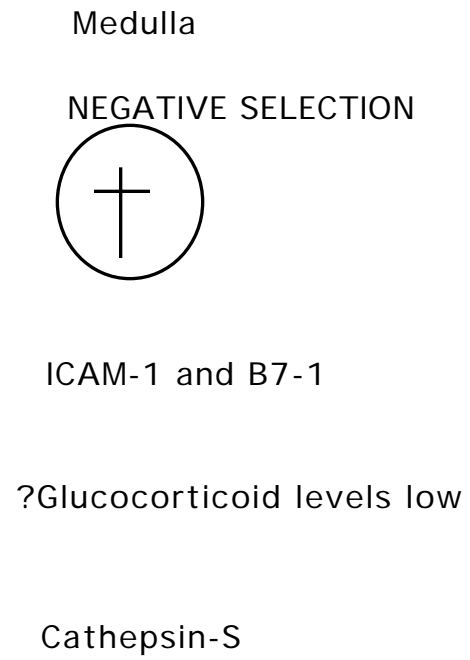 Medulla
NEGATIVE SELECTION
ICAM-1 and B7-1
?Glucocorticoid levels low
Cathepsin-S